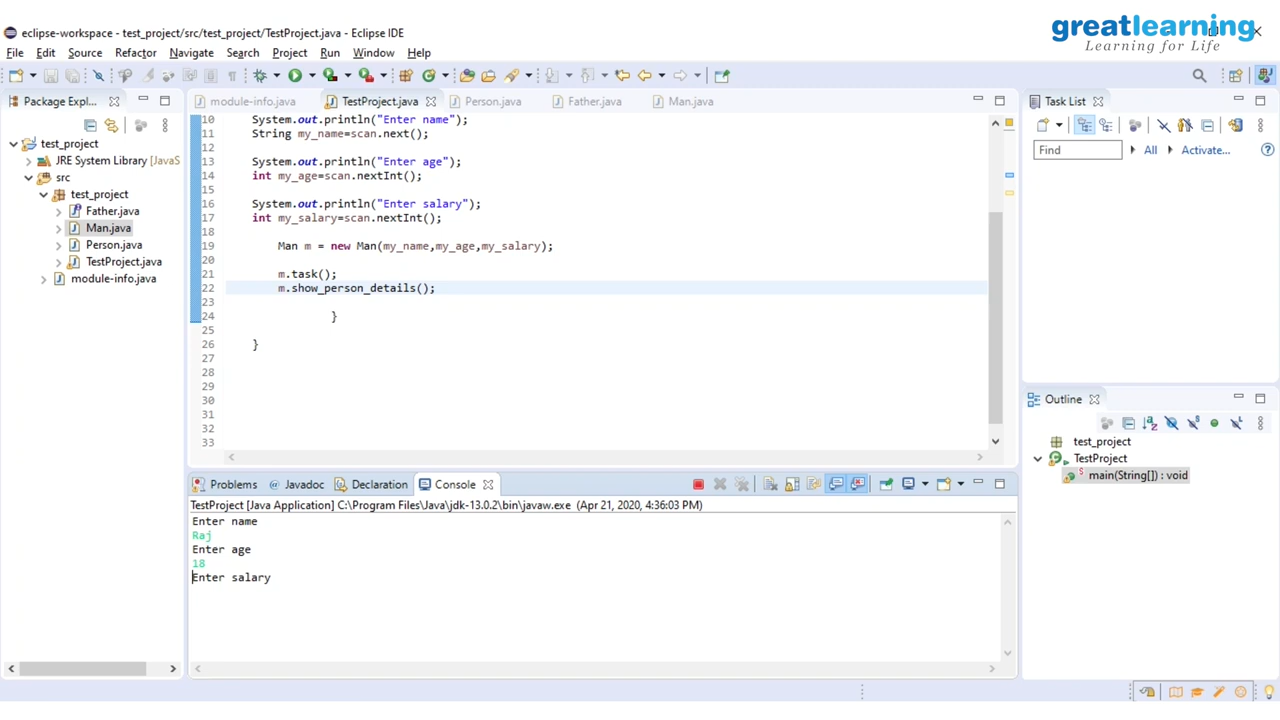 eclipse-workspace - test_project/src/test_project/TestProject.java - Eclipse IDE
greatlearning
Learning for Life
File Edit Source Refactor Navigate Search Project Run Window Help
Package Expl...
module-info.java TestProject.java Person.java Father.java Man.java
Task List
test_project
JRE System Library [JavaS
src
test_project
Father.java
Man.java
Person.java
TestProject.java
module-info.java
10 System.out.println("Enter name");
11 String my_name=scan.next();
12
13 System.out.println("Enter age");
14 int my_age=scan.nextInt();
15
16 System.out.println("Enter salary");
17 int my_salary=scan.nextInt();
18
19 Man m = new Man(my_name,my_age,my_salary);
20
21 m.task();
22 m.show_person_details();
23
24 }
25
26 }
27
28
29
30
31
32
33
Find All Activate...
Outline
test_project
TestProject
main(String[]) : void
Problems @ Javadoc Declaration Console
TestProject [Java Application] C:\Program Files\Java\jdk-13.0.2\bin\javaw.exe (Apr 21, 2020, 4:36:03 PM)
Enter name
Raj
Enter age
18
Enter salary